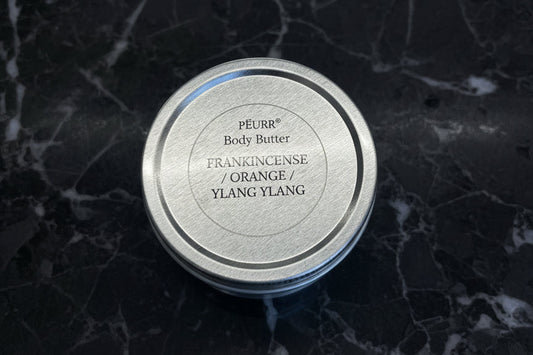 PĒURR®
Body Butter
FRANKINCENSE
/ ORANGE /
YLANG YLANG